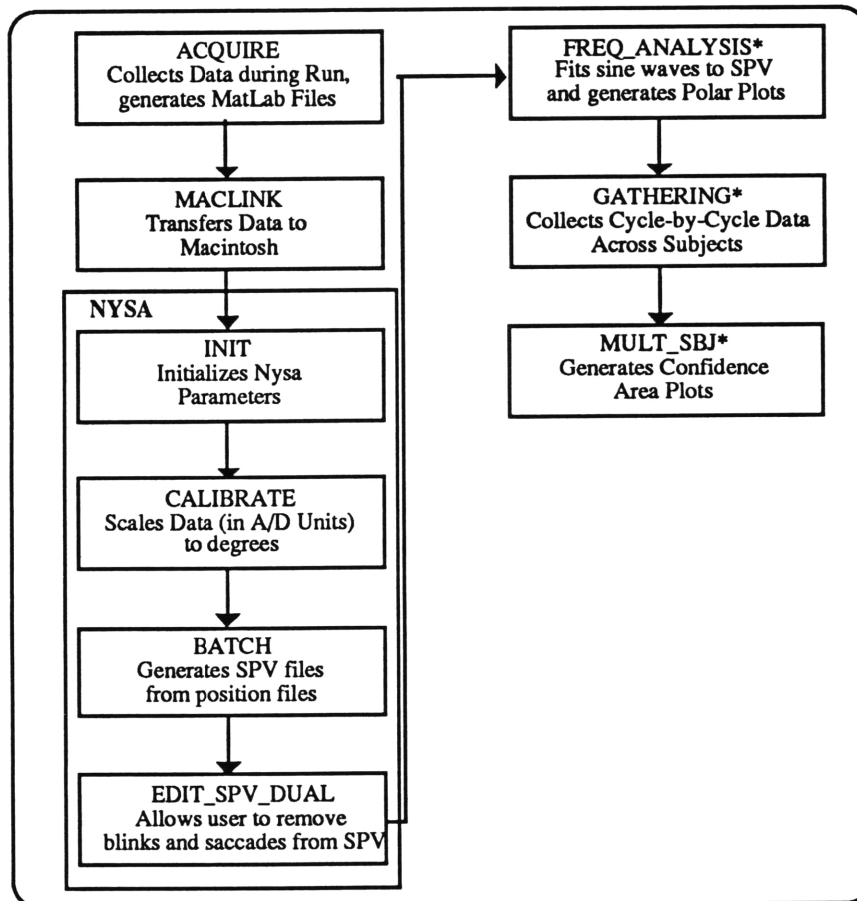 ACQUIRE
Collects Data during Run,
generates MatLab Files
MACLINK
Transfers Data to
Macintosh
NYSA
INIT
Initializes Nysa
Parameters
CALIBRATE
Scales Data (in A/D Units)
to degrees
BATCH
Generates SPV files
from position files
EDIT_SPV_DUAL
Allows user to remove
blinks and saccades from SPV
FREQ_ANALYSIS*
Fits sine waves to SPV
and generates Polar Plots
GATHERING*
Collects Cycle-by-Cycle Data
Across Subjects
MULT_SBJ*
Generates Confidence
Area Plots